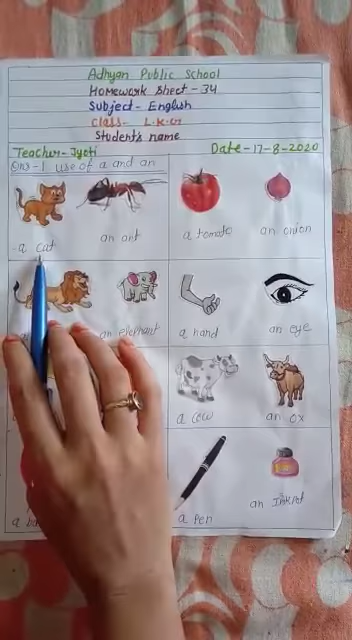 Adhyan Public School
Homework Sheet - 34
Subject - English
Class - L.K.G
Student's name
Teacher - Jyoti
Date - 17-8-2020
Qns-1 use of a and an
a cat
an ant
a tomato
an onion
an elephant
a hand
an eye
a cow
an ox
a
a pen
an Inkpot